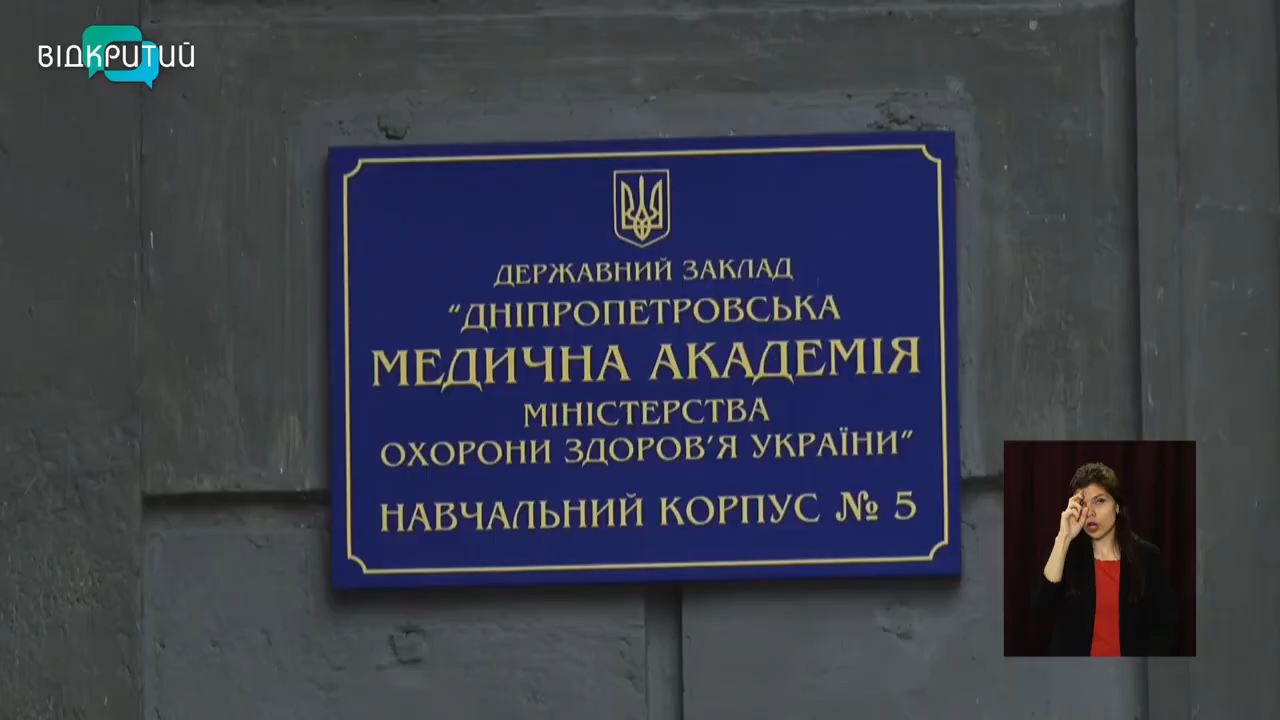 ВІДКРИТИЙ
ДЕРЖАВНИЙ ЗАКЛАД
“ДНІПРОПЕТРОВСЬКА
МЕДИЧНА АКАДЕМІЯ
МІНІСТЕРСТВА
ОХОРОНИ ЗДОРОВ’Я УКРАЇНИ”
НАВЧАЛЬНИЙ КОРПУС № 5